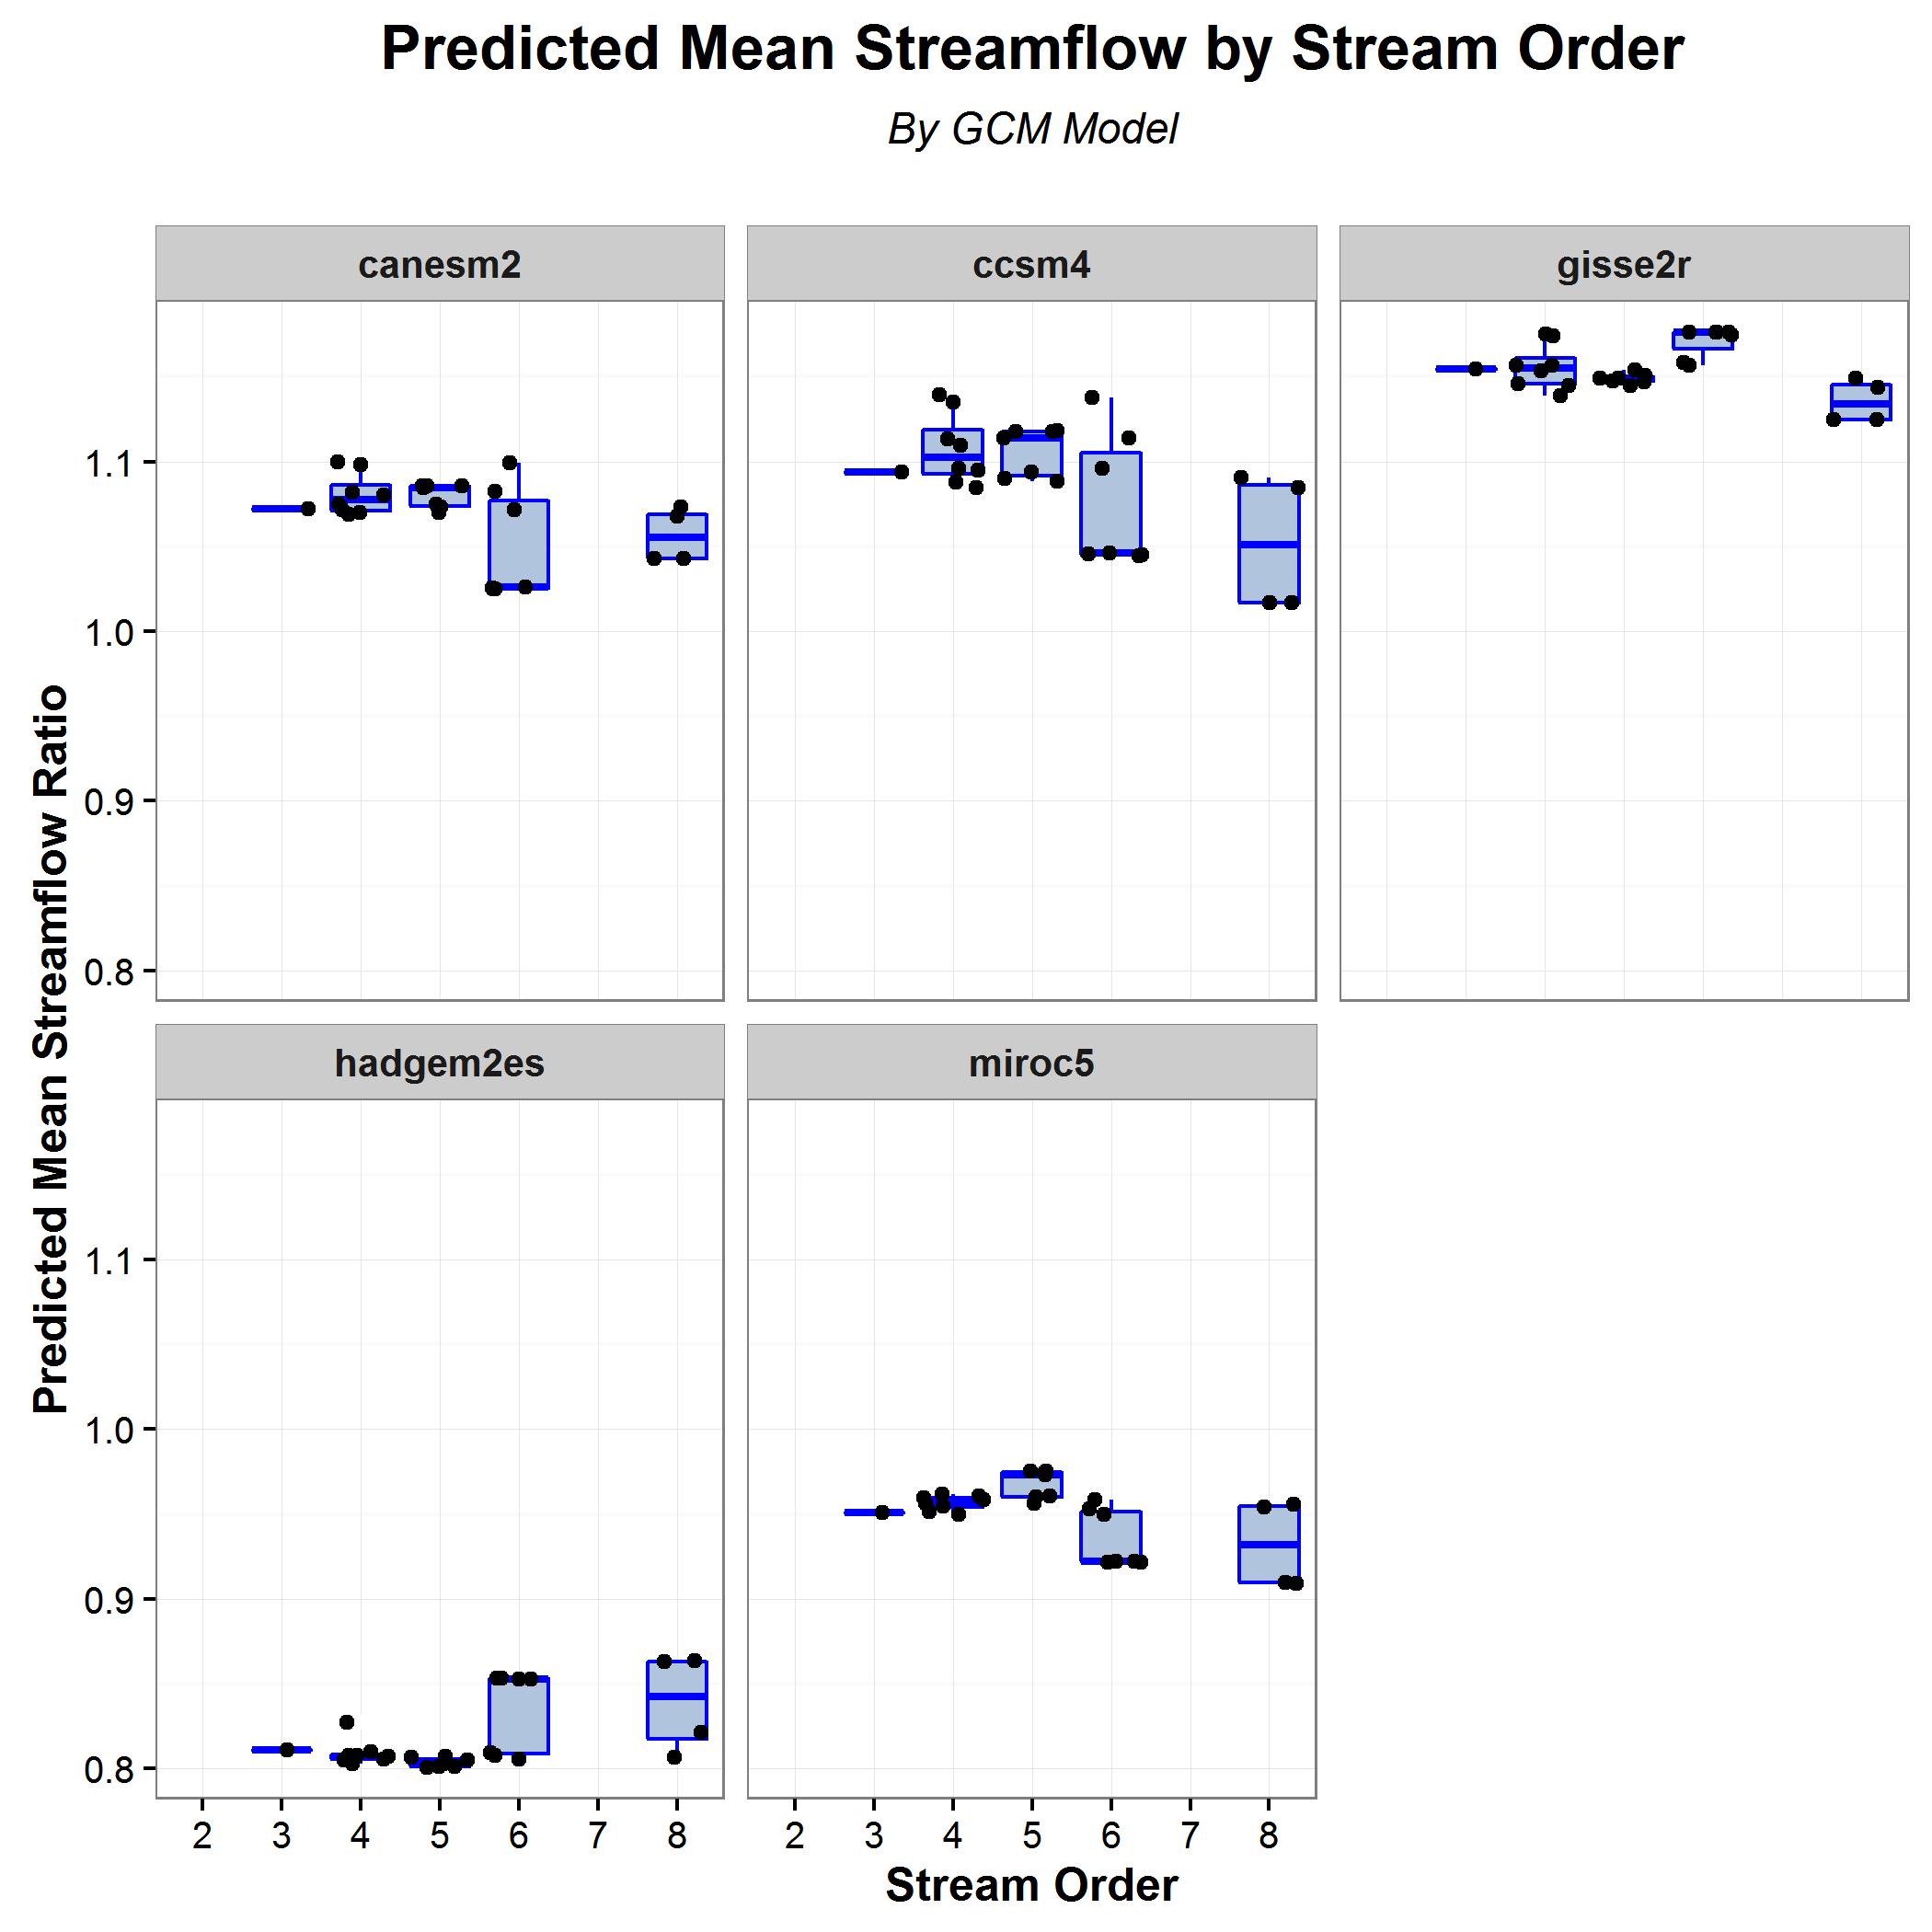 Predicted Mean Streamflow by Stream Order
By GCM Model
canesm2
ccsm4
gisse2r
1.1
1.0
0.9
0.8
Predicted Mean Streamflow Ratio
hadgem2es
miroc5
1.1
1.0
0.9
0.8
2 3 4 5 6 7 8
2 3 4 5 6 7 8
Stream Order